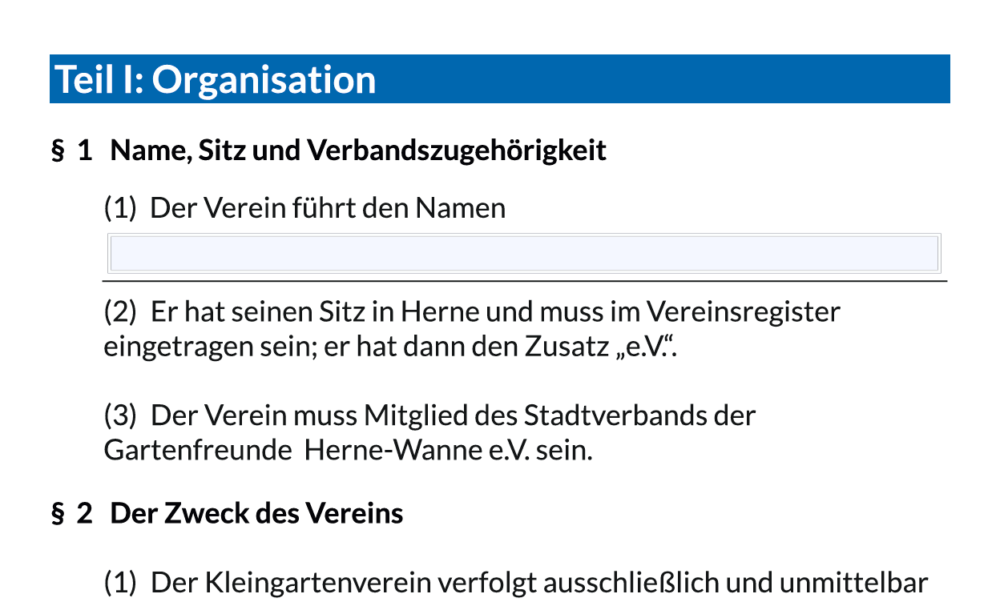 Teil I: Organisation
§ 1 Name, Sitz und Verbandszugehörigkeit
(1) Der Verein führt den Namen
(2) Er hat seinen Sitz in Herne und muss im Vereinsregister
eingetragen sein; er hat dann den Zusatz „e.V.“.
(3) Der Verein muss Mitglied des Stadtverbands der
Gartenfreunde Herne-Wanne e.V. sein.
§ 2 Der Zweck des Vereins
(1) Der Kleingartenverein verfolgt ausschließlich und unmittelbar